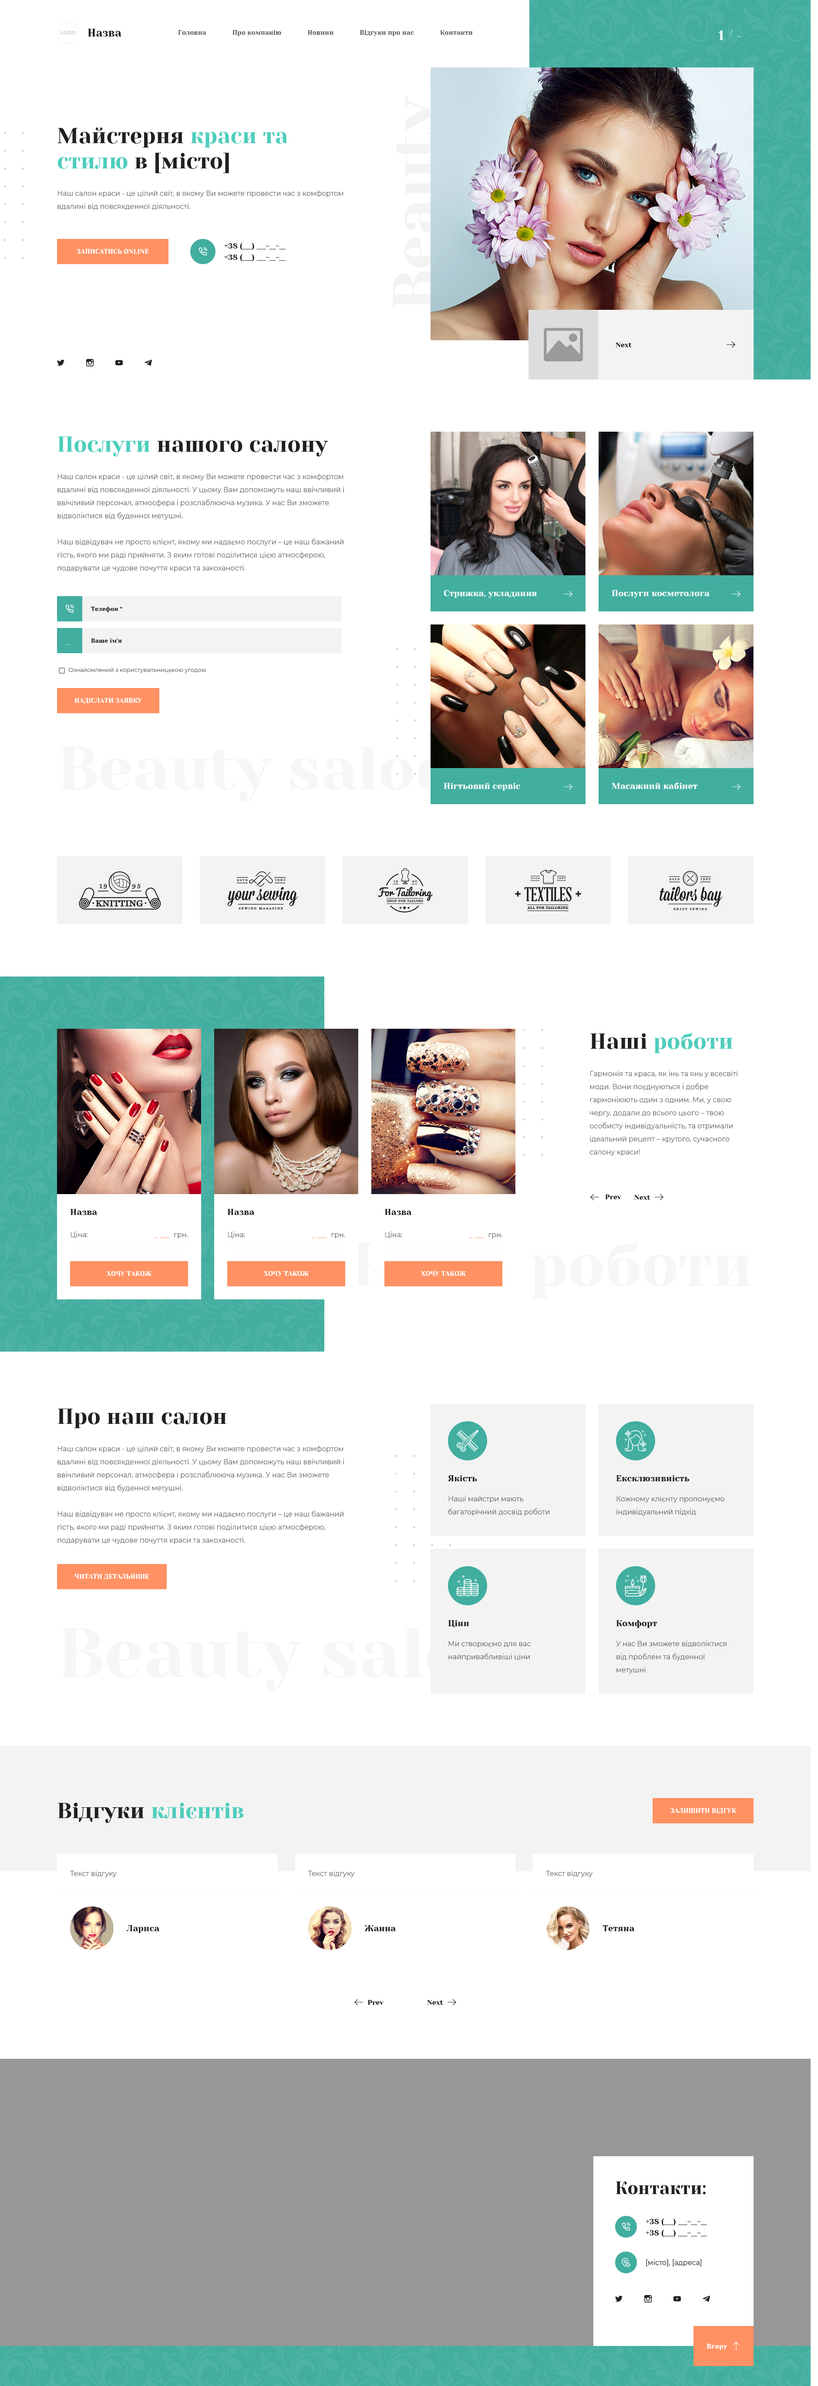 LOGO
Назва
Головна
Про компанію
Новини
Відгуки про нас
Контакти
1 /
Майстерня краси та
стилю в [місто]
Наш салон краси - це цілий світ, в якому Ви можете провести час з комфортом
вдалині від повсякденної діяльності.
ЗАПИСАТИСЬ ONLINE
+38 (__) __-_-_
+38 (__) __-_-_
Beauty
Next
Послуги нашого салону
Наш салон краси - це цілий світ, в якому Ви можете провести час з комфортом
вдалині від повсякденної діяльності. У цьому Вам допоможуть наш ввічливий і
ввічливий персонал, атмосфера і розслаблююча музика. У нас Ви зможете
відволіктися від буденної метушні.
Наш відвідувач не просто клієнт, якому ми надаємо послуги – це наш бажаний
гість, якого ми раді прийняти. З яким готові поділитися цією атмосферою,
подарувати це чудове почуття краси та закоханості.
Телефон *
Ваше ім'я
Ознайомлений з користувальницькою угодою
НАДІСЛАТИ ЗАЯВКУ
Стрижка, укладання
Послуги косметолога
Нігтьовий сервіс
Масажний кабінет
Beauty saloo
1995
KNITTING
ESTD 1995
your sewing
SEWING MAGAZINE
For Tailoring
SHOP FOR TAILORS
ESTD 1995
TEXTILES
ALL FOR TAILORING
ESTD 1995
tailors bay
ENJOY SEWING
Наші роботи
Гармонія та краса, як інь та янь у всесвіті
моди. Вони поєднуються і добре
гармоніюють один з одним. Ми, у свою
чергу, додали до всього цього – твою
особисту індивідуальність, та отримали
ідеальний рецепт – крутого, сучасного
салону краси!
Prev
Next
Назва
Ціна: _ __ грн.
ХОЧУ ТАКОЖ
Назва
Ціна: _ __ грн.
ХОЧУ ТАКОЖ
Назва
Ціна: _ __ грн.
ХОЧУ ТАКОЖ
роботи
Про наш салон
Наш салон краси - це цілий світ, в якому Ви можете провести час з комфортом
вдалині від повсякденної діяльності. У цьому Вам допоможуть наш ввічливий і
ввічливий персонал, атмосфера і розслаблююча музика. У нас Ви зможете
відволіктися від буденної метушні.
Наш відвідувач не просто клієнт, якому ми надаємо послуги – це наш бажаний
гість, якого ми раді прийняти. З яким готові поділитися цією атмосферою,
подарувати це чудове почуття краси та закоханості.
ЧИТАТИ ДЕТАЛЬНІШЕ
Якість
Наші майстри мають
багаторічний досвід роботи
Ексклюзивність
Кожному клієнту пропонуємо
індивідуальний підхід
Ціни
Ми створюємо для вас
найпривабливіші ціни
Комфорт
У нас Ви зможете відволіктися
від проблем та буденної
метушні
Beauty sal
Відгуки клієнтів
ЗАЛИШИТИ ВІДГУК
Текст відгуку
Лариса
Текст відгуку
Жанна
Текст відгуку
Тетяна
Prev
Next
Контакти:
+38 (__) __-_-_
+38 (__) __-_-_
[місто], [адреса]
Вгору